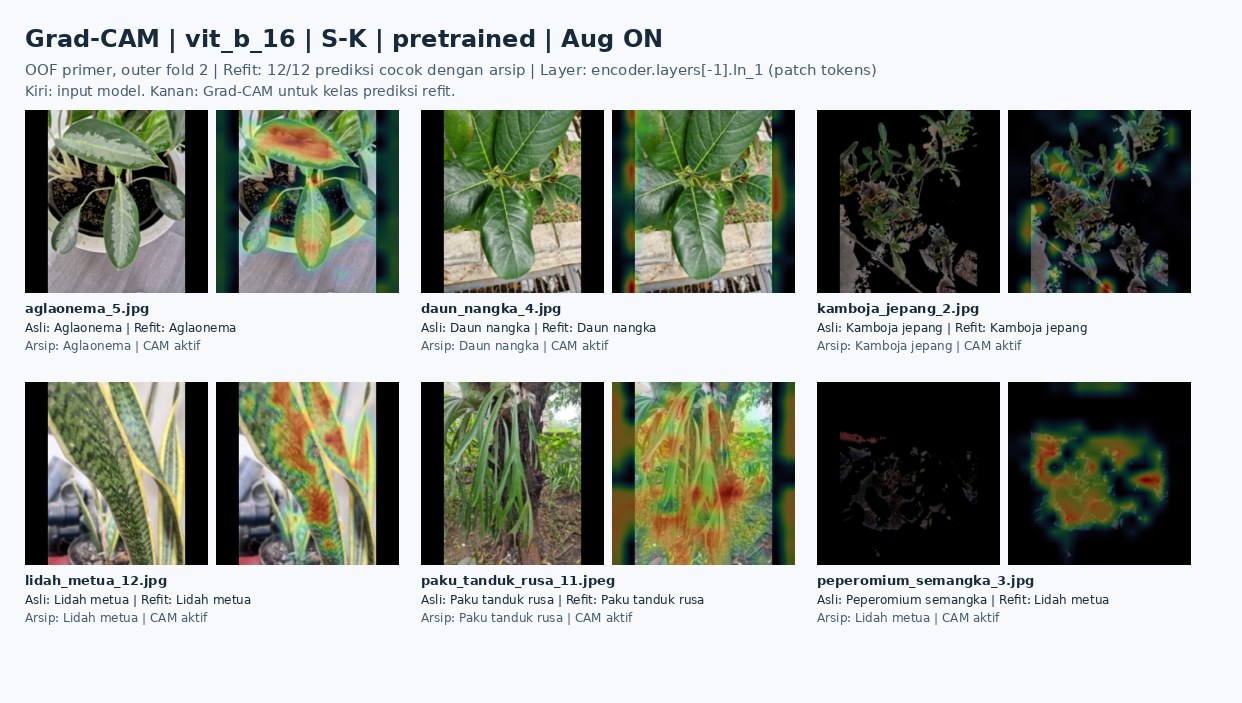 Grad-CAM | vit_b_16 | S-K | pretrained | Aug ON
OOF primer, outer fold 2 | Refit: 12/12 prediksi cocok dengan arsip | Layer: encoder.layers[-1].ln_1 (patch tokens)
Kiri: input model. Kanan: Grad-CAM untuk kelas prediksi refit.
aglaonema_5.jpg
Asli: Aglaonema | Refit: Aglaonema
Arsip: Aglaonema | CAM aktif
daun_nangka_4.jpg
Asli: Daun nangka | Refit: Daun nangka
Arsip: Daun nangka | CAM aktif
kamboja_jepang_2.jpg
Asli: Kamboja jepang | Refit: Kamboja jepang
Arsip: Kamboja jepang | CAM aktif
lidah_metua_12.jpg
Asli: Lidah metua | Refit: Lidah metua
Arsip: Lidah metua | CAM aktif
paku_tanduk_rusa_11.jpeg
Asli: Paku tanduk rusa | Refit: Paku tanduk rusa
Arsip: Paku tanduk rusa | CAM aktif
peperomium_semangka_3.jpg
Asli: Peperomium semangka | Refit: Lidah metua
Arsip: Lidah metua | CAM aktif